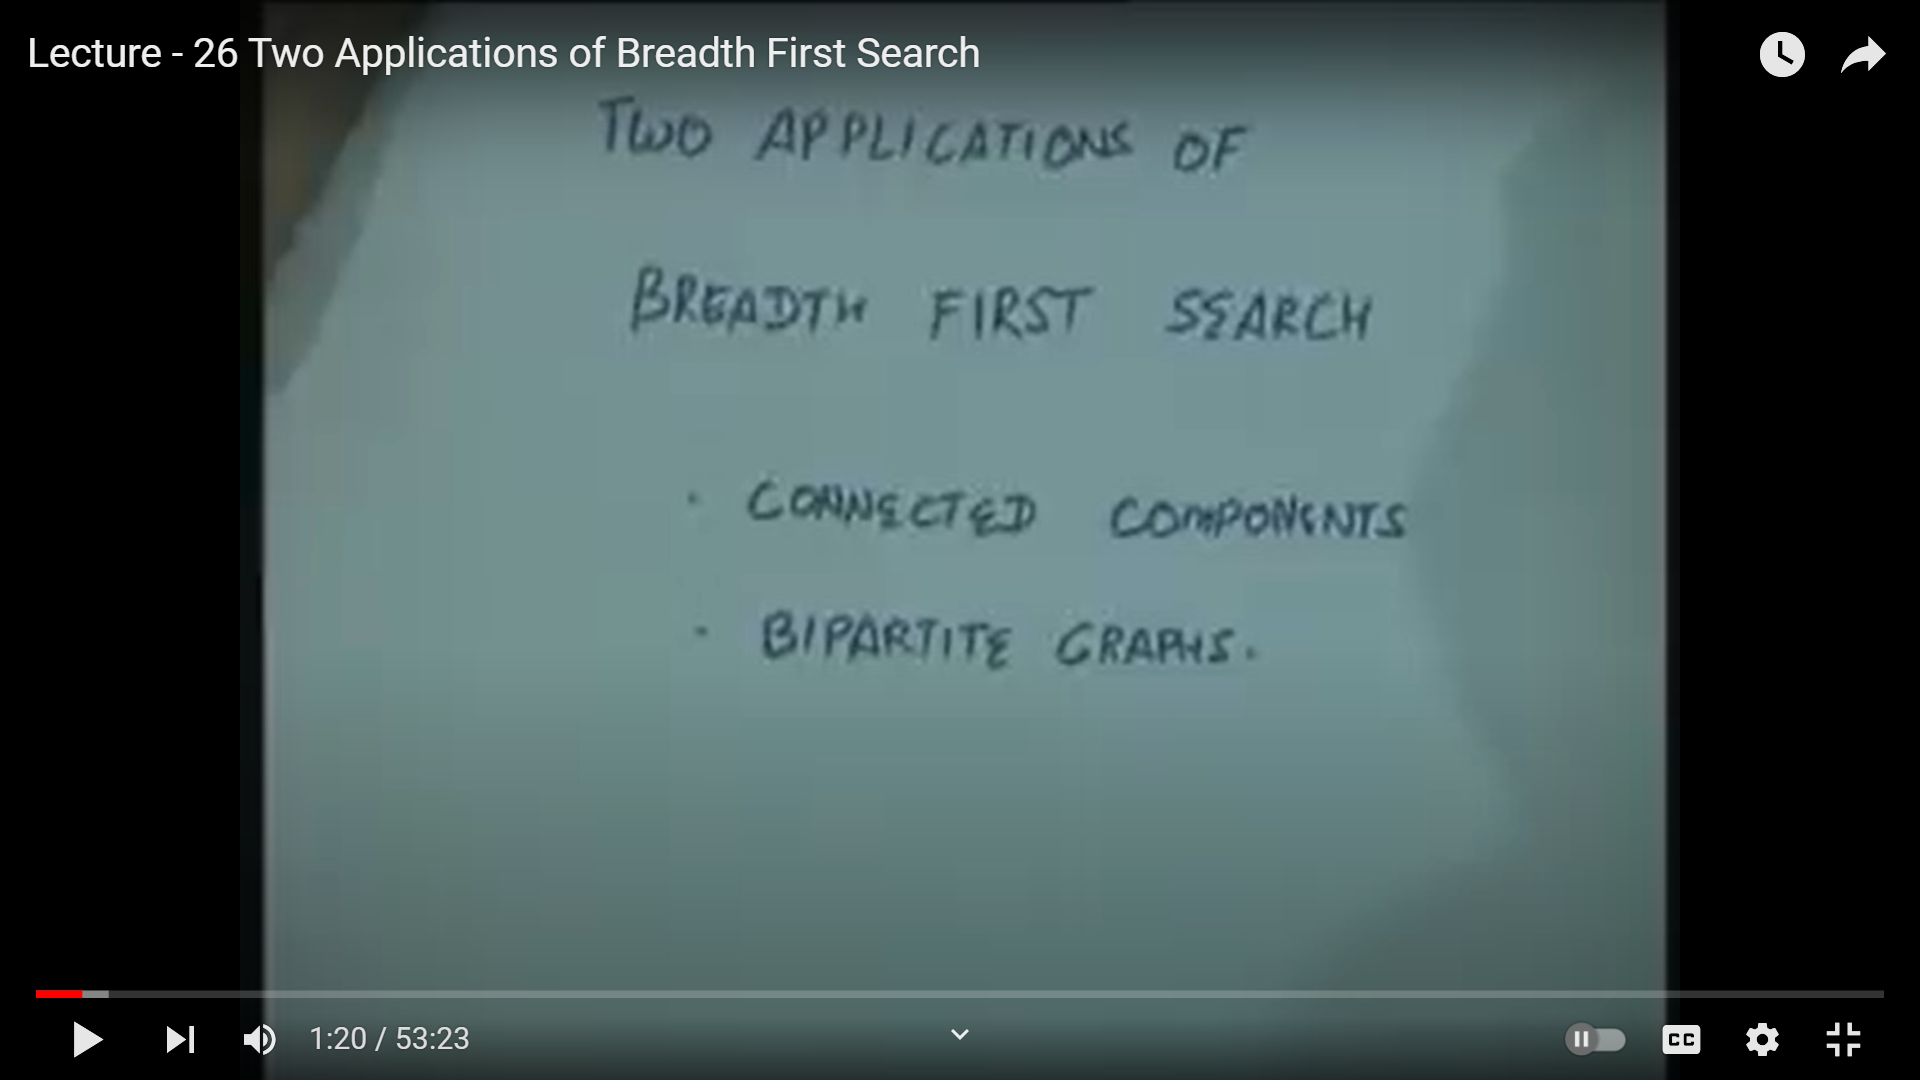 Lecture - 26 Two Applications of Breadth First Search
TWO APPLICATIONS OF
BREADTH FIRST SEARCH
· CONNECTED COMPONENTS
· BIPARTITE GRAPHS.
1:20 / 53:23
CC